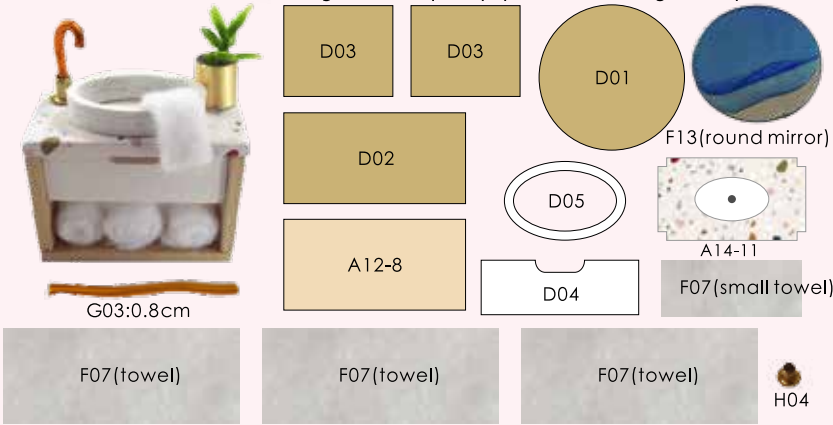 D03
D03
D01
F13(round mirror)
D02
D05
A14-11
A12-8
D04
F07(small towel)
G03:0.8cm
F07(towel)
F07(towel)
F07(towel)
H04